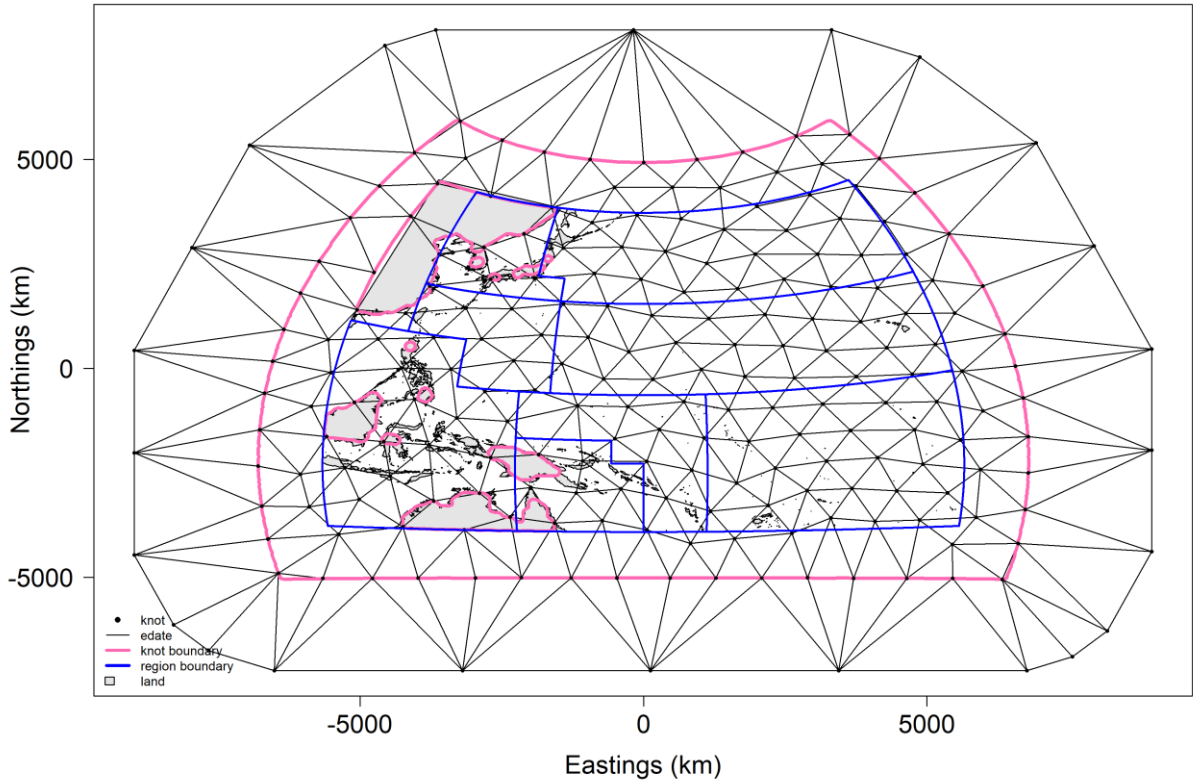 5000
0
-5000
Northings (km)
knot
edate
knot boundary
region boundary
land
-5000
0
5000
Eastings (km)